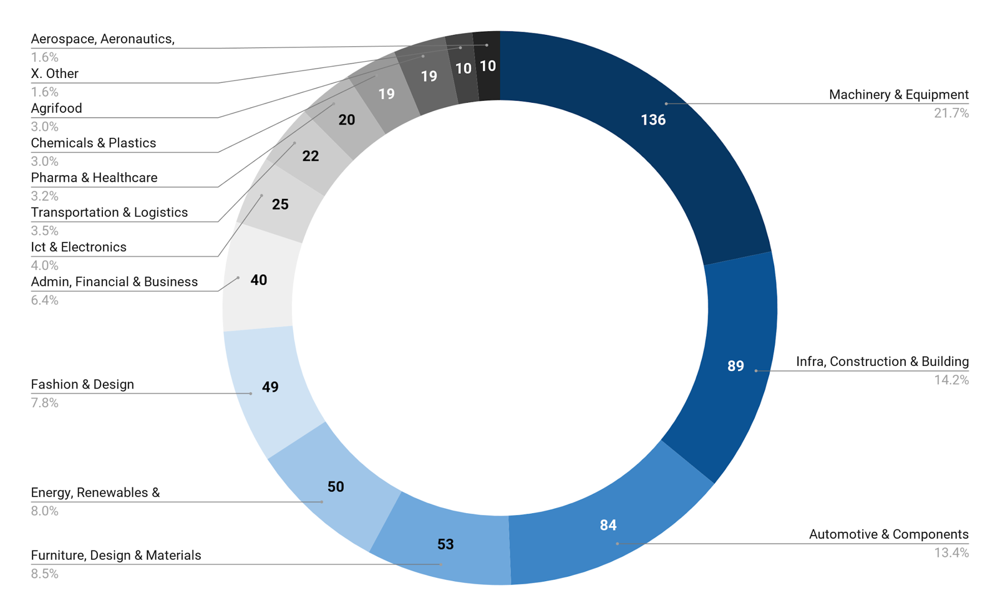 Aerospace, Aeronautics,
1.6%
X. Other
1.6%
Agrifood
3.0%
Chemicals & Plastics
3.0%
Pharma & Healthcare
3.2%
Transportation & Logistics
3.5%
Ict & Electronics
4.0%
Admin, Financial & Business
6.4%
Fashion & Design
7.8%
Energy, Renewables &
8.0%
Furniture, Design & Materials
8.5%
10
10
19
19
20
22
25
40
49
50
53
84
89
136
Machinery & Equipment
21.7%
Infra, Construction & Building
14.2%
Automotive & Components
13.4%